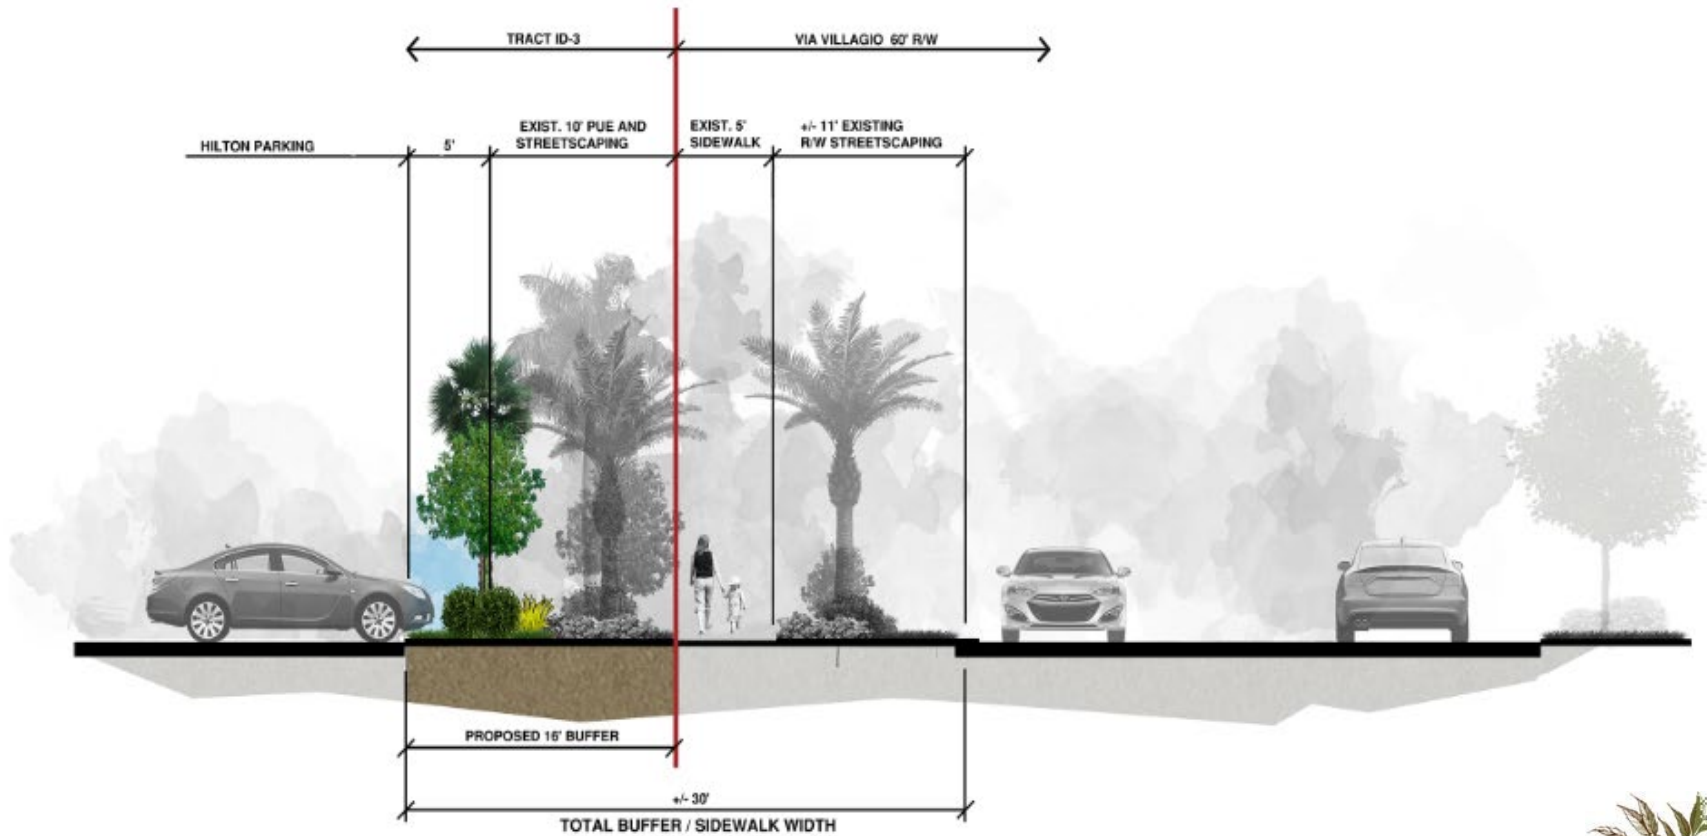 TRACT ID-3
VIA VILLAGIO 60' R/W
HILTON PARKING
5'
EXIST. 10' PUE AND
STREETSCAPING
EXIST. 5'
SIDEWALK
+/- 11' EXISTING
R/W STREETSCAPING
PROPOSED 16' BUFFER
+/- 30'
TOTAL BUFFER / SIDEWALK WIDTH